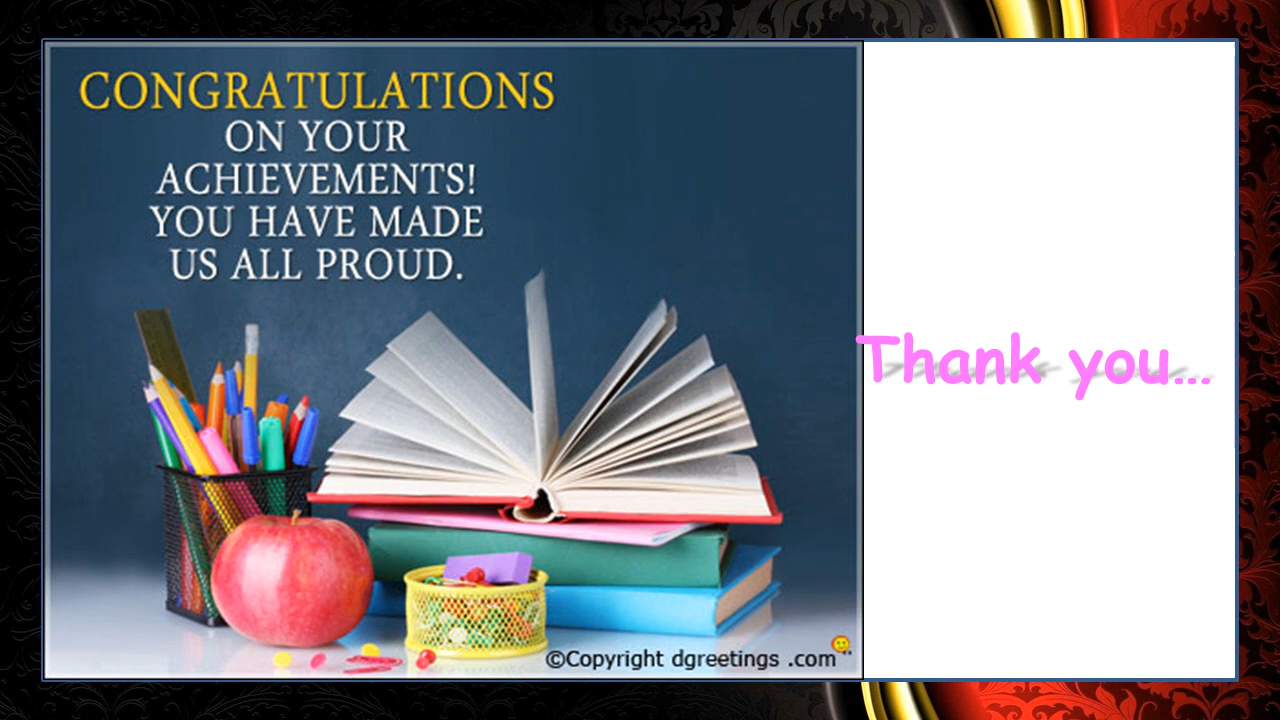 CONGRATULATIONS
ON YOUR
ACHIEVEMENTS!
YOU HAVE MADE
US ALL PROUD.
Thank you...
©Copyright dgreetings .com